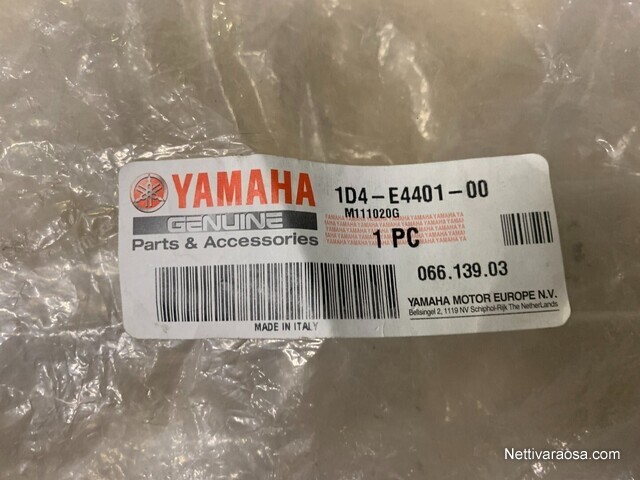 YAMAHA
GENUINE
Parts & Accessories
1D4-E4401-00
M111020G
1 PC
066.139.03
MADE IN ITALY
YAMAHA MOTOR EUROPE N.V.
Bellsingel 2, 1119 NV Schiphol-Rijk The Netherlands
Nettivaraosa.com